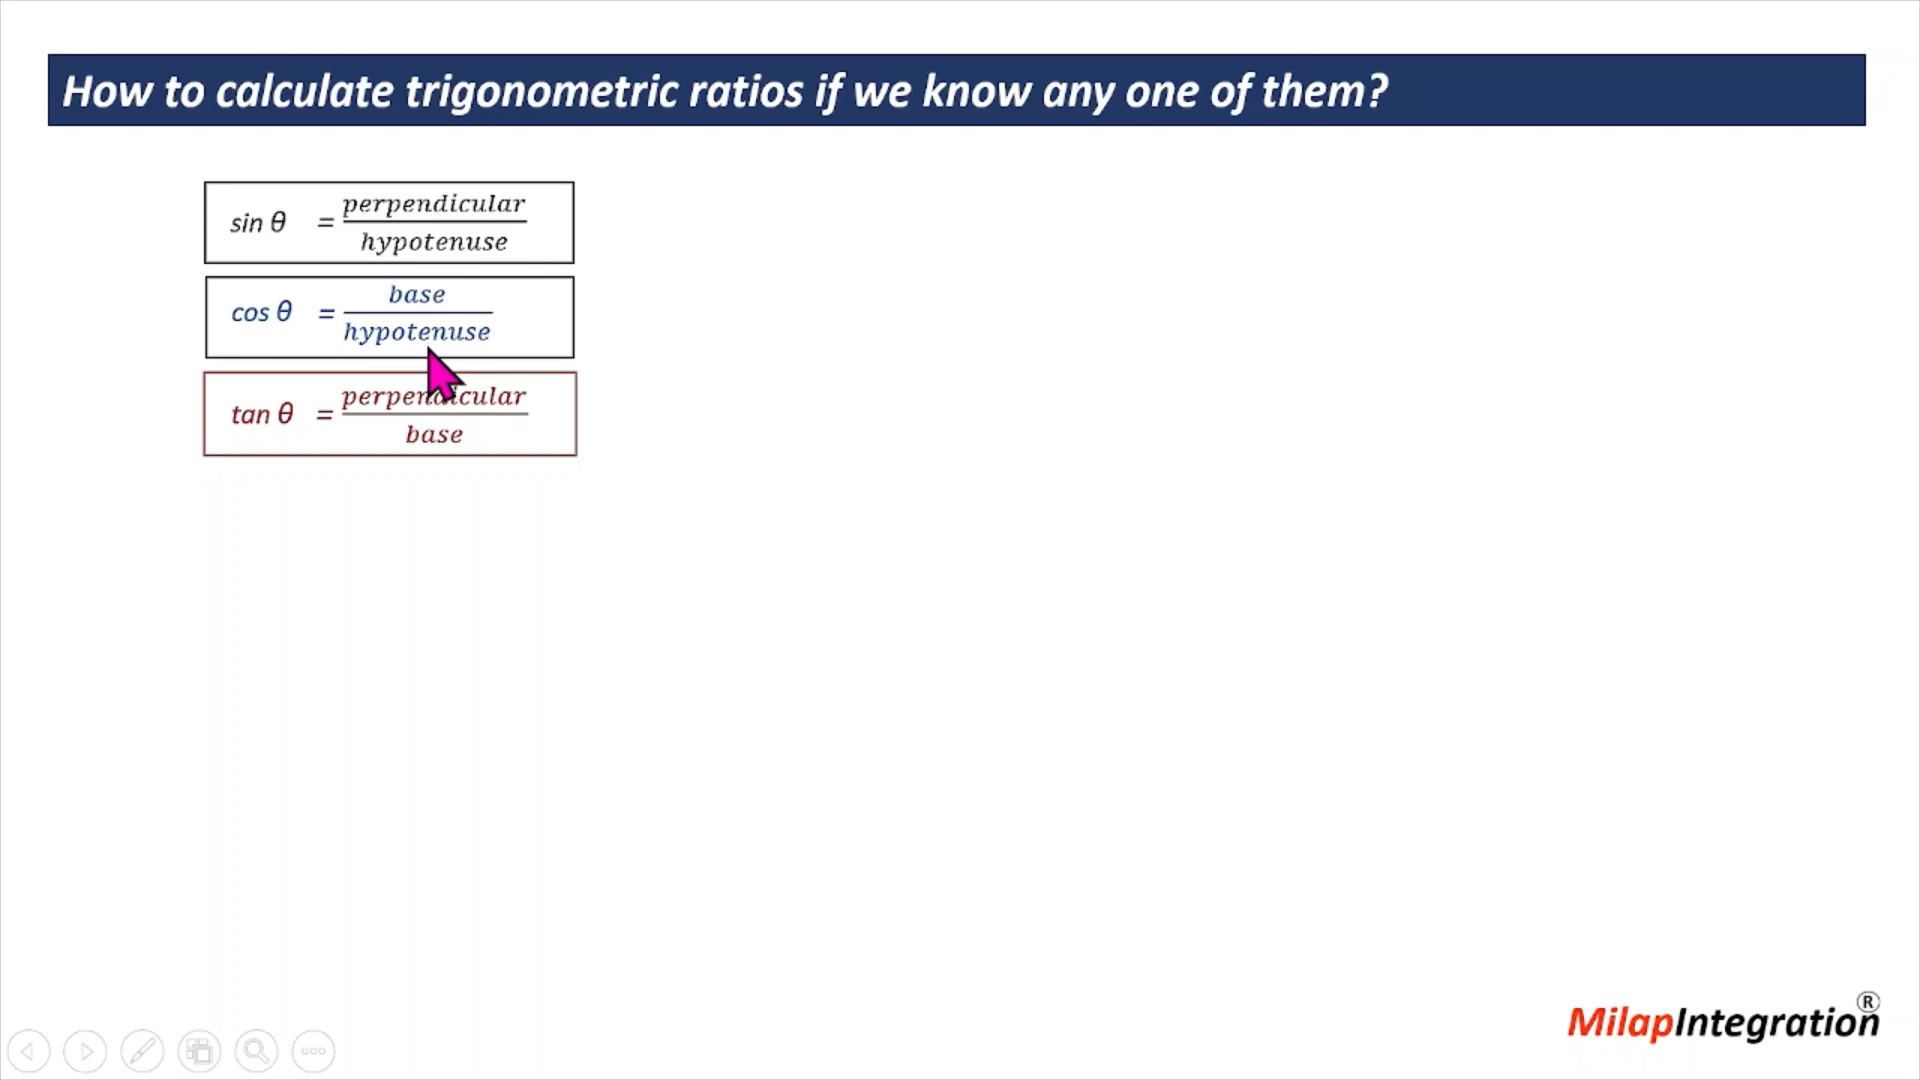 How to calculate trigonometric ratios if we know any one of them?
sin θ = perpendicular / hypotenuse
cos θ = base / hypotenuse
tan θ = perpendicular / base
MilapIntegration®